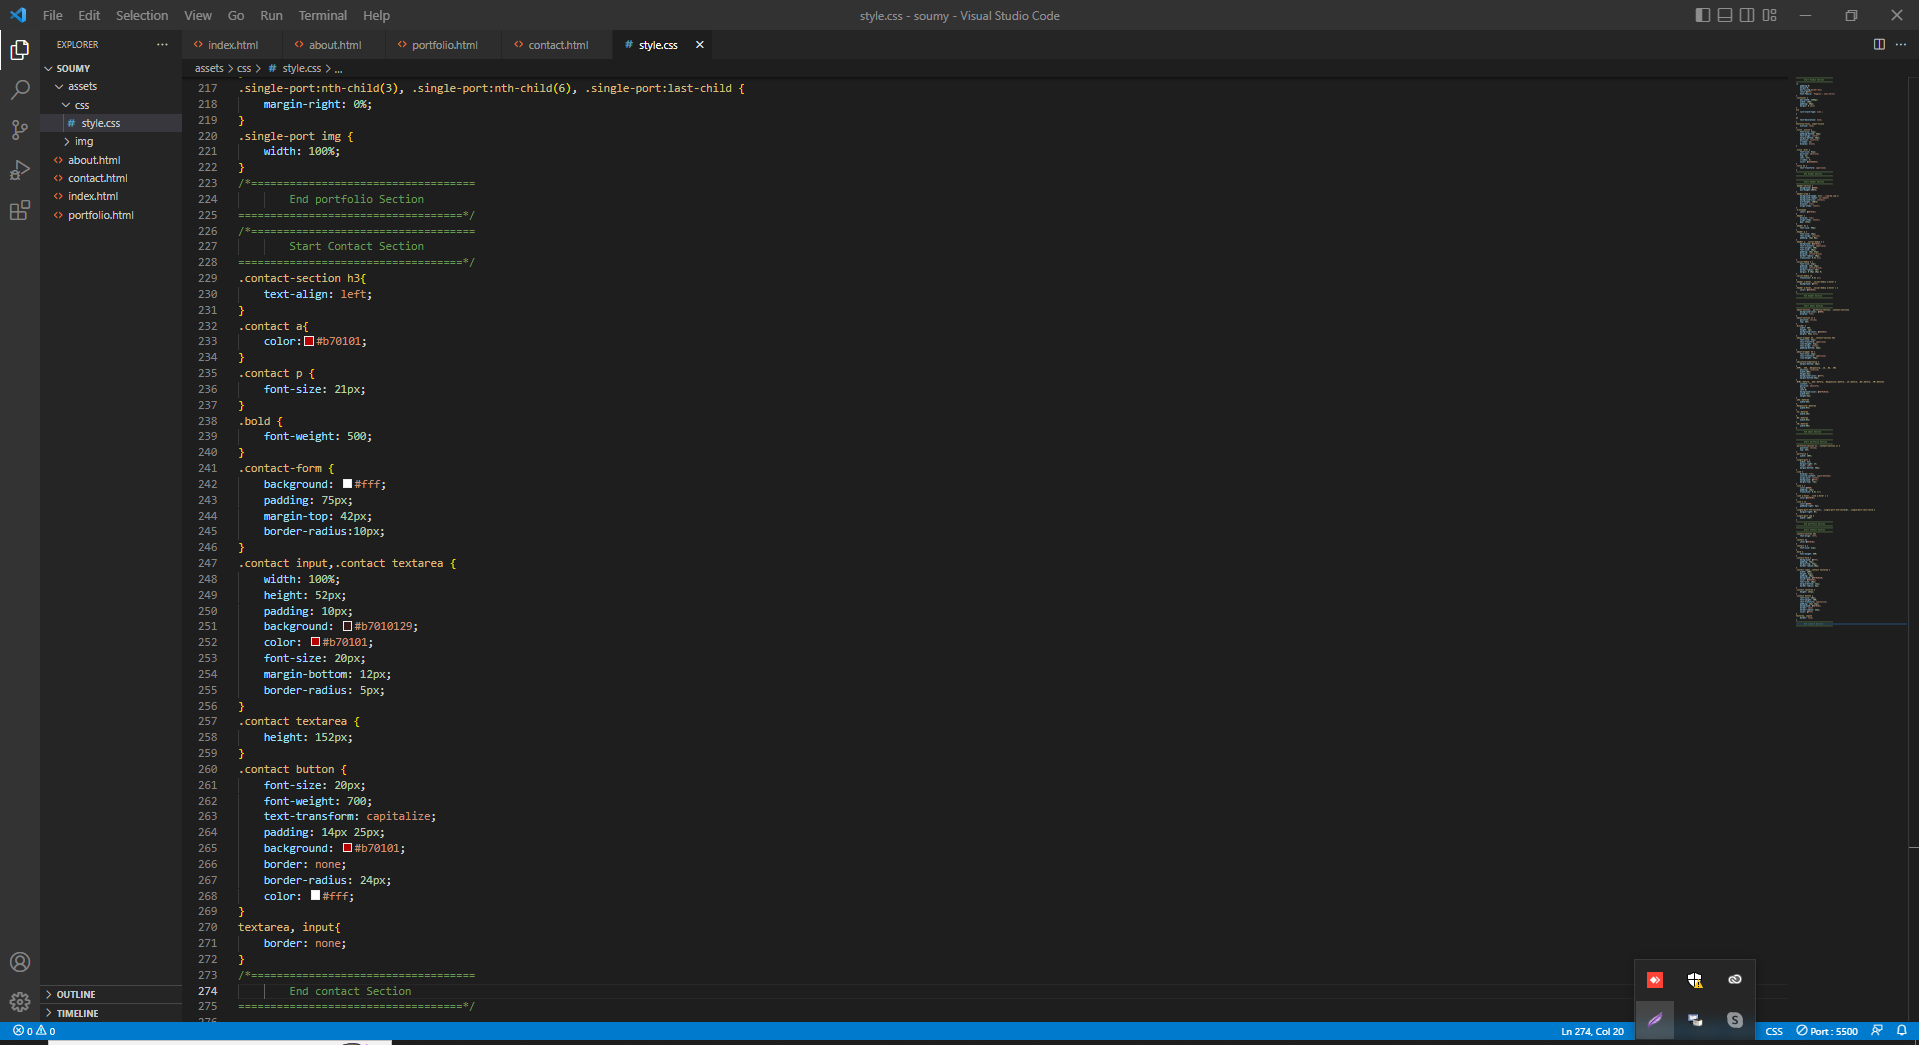 File Edit Selection View Go Run Terminal Help
style.css - soumy - Visual Studio Code
EXPLORER
index.html about.html portfolio.html contact.html # style.css
SOUMY
assets
css
# style.css
img
about.html
contact.html
index.html
portfolio.html
OUTLINE
TIMELINE
assets > css > # style.css > ...
217 .single-port:nth-child(3), .single-port:nth-child(6), .single-port:last-child {
218 margin-right: 0%;
219 }
220 .single-port img {
221 width: 100%;
222 }
223 /*===================================
224 End portfolio Section
225 ===================================*/
226 /*===================================
227 Start Contact Section
228 ===================================*/
229 .contact-section h3{
230 text-align: left;
231 }
232 .contact a{
233 color: #b70101;
234 }
235 .contact p {
236 font-size: 21px;
237 }
238 .bold {
239 font-weight: 500;
240 }
241 .contact-form {
242 background: #fff;
243 padding: 75px;
244 margin-top: 42px;
245 border-radius:10px;
246 }
247 .contact input,.contact textarea {
248 width: 100%;
249 height: 52px;
250 padding: 10px;
251 background: #b7010129;
252 color: #b70101;
253 font-size: 20px;
254 margin-bottom: 12px;
255 border-radius: 5px;
256 }
257 .contact textarea {
258 height: 152px;
259 }
260 .contact button {
261 font-size: 20px;
262 font-weight: 700;
263 text-transform: capitalize;
264 padding: 14px 25px;
265 background: #b70101;
266 border: none;
267 border-radius: 24px;
268 color: #fff;
269 }
270 textarea, input{
271 border: none;
272 }
273 /*===================================
274 End contact Section
275 ===================================*/
276
0 0
Ln 274, Col 20
CSS
Port : 5500